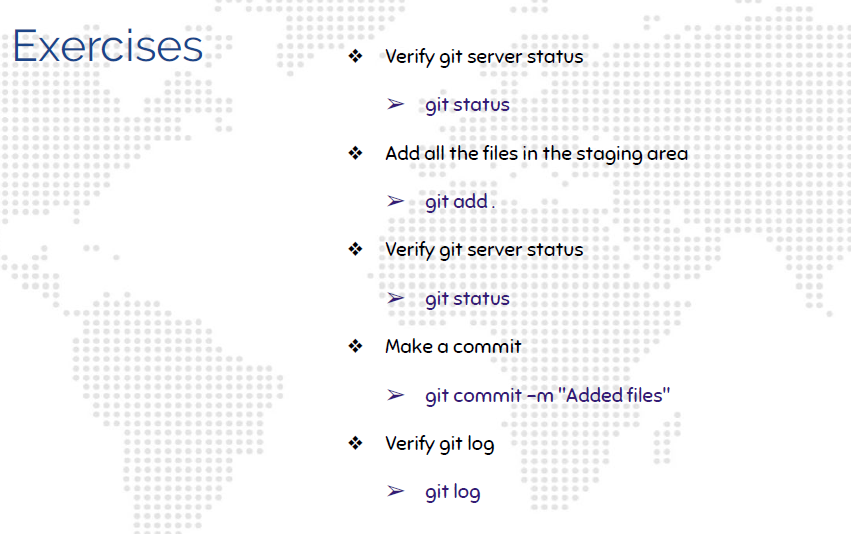 Exercises
❖ Verify git server status
➢ git status
❖ Add all the files in the staging area
➢ git add .
❖ Verify git server status
➢ git status
❖ Make a commit
➢ git commit -m "Added files"
❖ Verify git log
➢ git log